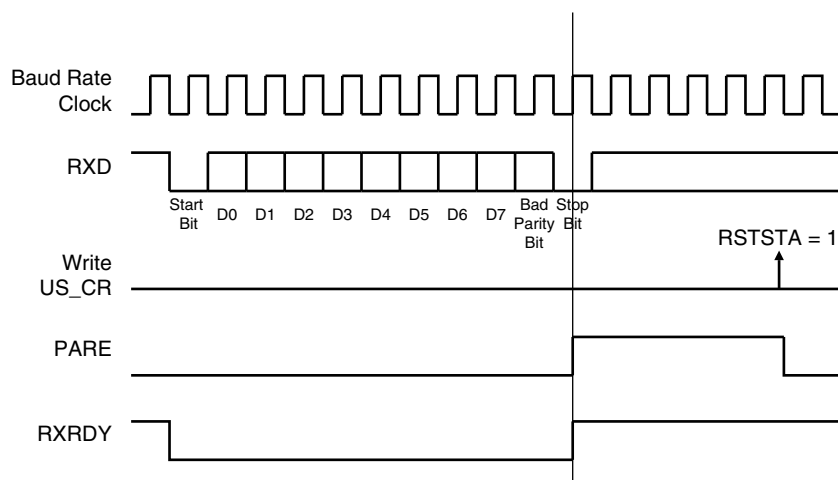 Baud Rate
Clock
RXD
Start
Bit
D0 D1 D2 D3 D4 D5 D6 D7
Bad
Parity
Bit
Stop
Bit
RSTSTA = 1
Write
US_CR
PARE
RXRDY